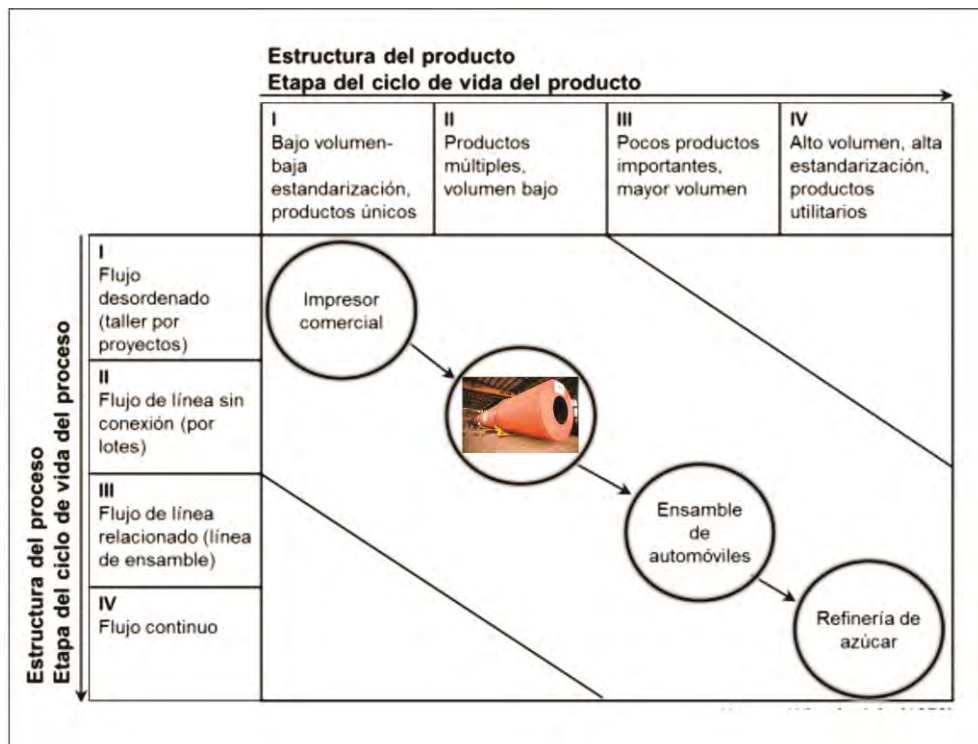 Estructura del producto
Etapa del ciclo de vida del producto
I
Bajo volumen-
baja
estandarización,
productos únicos
II
Productos
múltiples,
volumen bajo
III
Pocos productos
importantes,
mayor volumen
IV
Alto volumen, alta
estandarización,
productos
utilitarios
Estructura del proceso
Etapa del ciclo de vida del proceso
I
Flujo
desordenado
(taller por
proyectos)
II
Flujo de línea sin
conexión (por
lotes)
III
Flujo de línea
relacionado (línea
de ensamble)
IV
Flujo continuo
Impresor
comercial
Ensamble
de
automóviles
Refinería de
azúcar